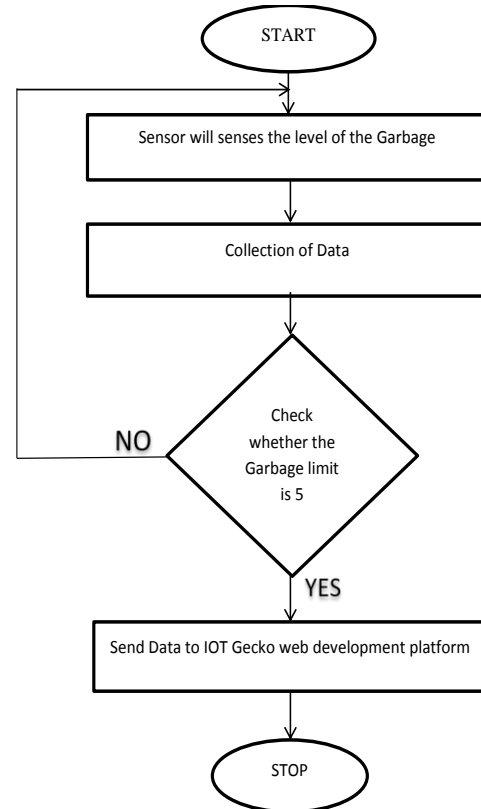 START
Sensor will senses the level of the Garbage
Collection of Data
Check
whether the
Garbage limit
is 5
NO
YES
Send Data to IOT Gecko web development platform
STOP